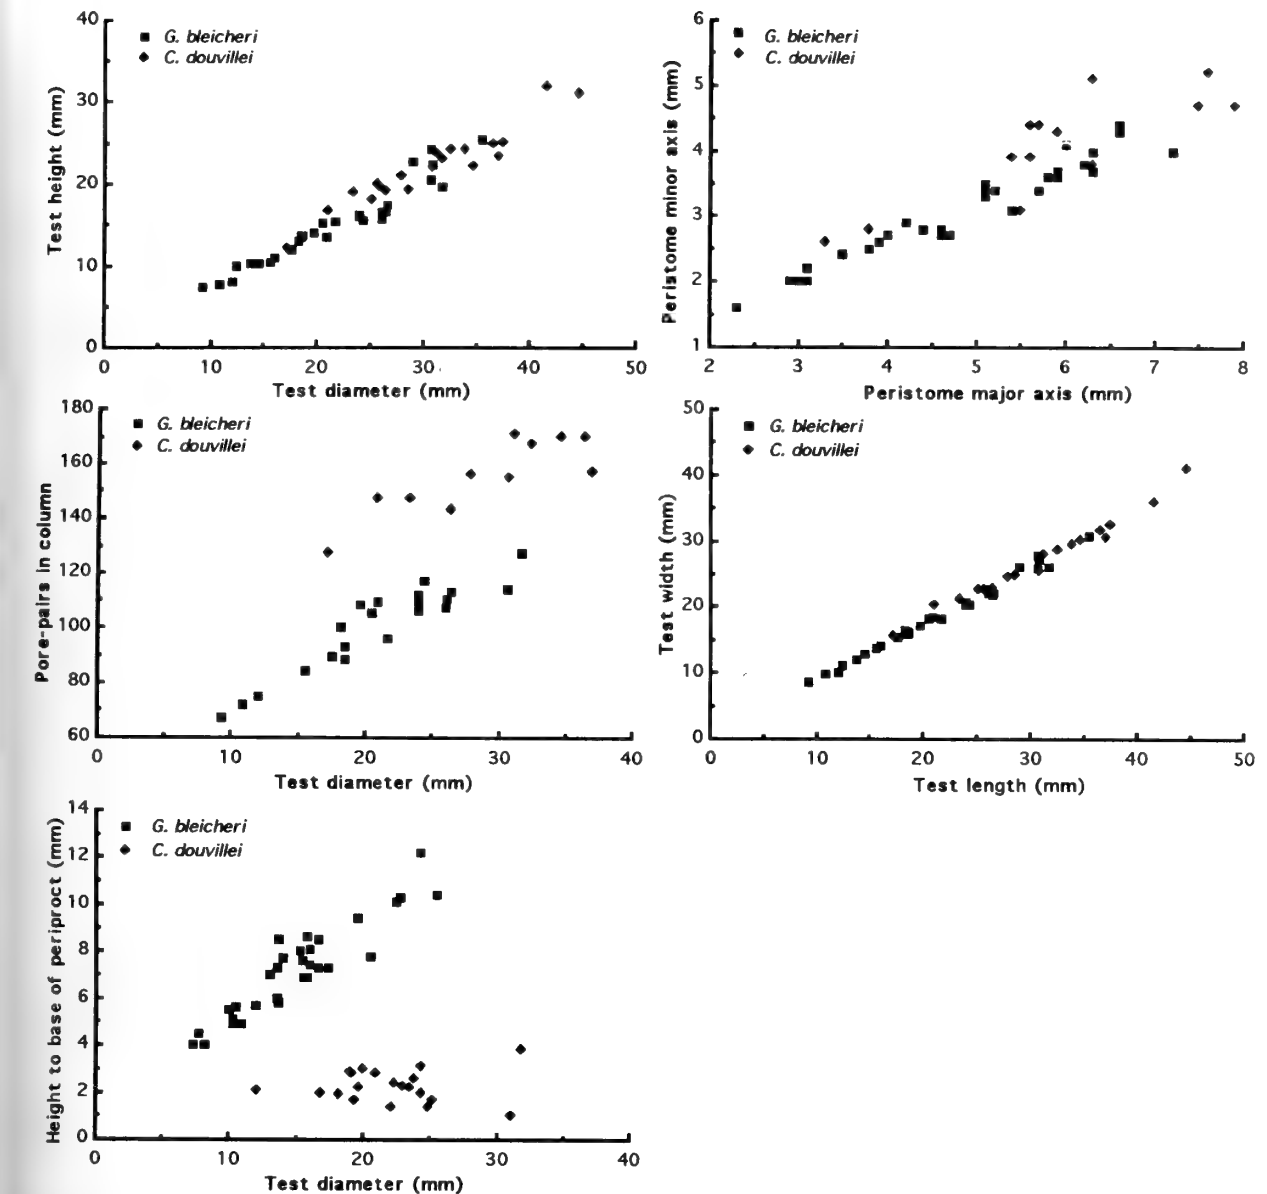 40
30
20
10
0
Test height (mm)
G. bleicheri
C. douvillei
0 10 20 30 40 50
Test diameter (mm)
6
5
4
3
2
1
Peristome minor axis (mm)
G. bleicheri
C. douvillei
2 3 4 5 6 7 8
Peristome major axis (mm)
180
160
140
120
100
80
60
Pore-pairs in column
G. bleicheri
C. douvillei
0 10 20 30 40
Test diameter (mm)
50
40
30
20
10
0
Test width (mm)
G. bleicheri
C. douvillei
0 10 20 30 40 50
Test length (mm)
14
12
10
8
6
4
2
0
Height to base of periproct (mm)
G. bleicheri
C. douvillei
0 10 20 30 40
Test diameter (mm)